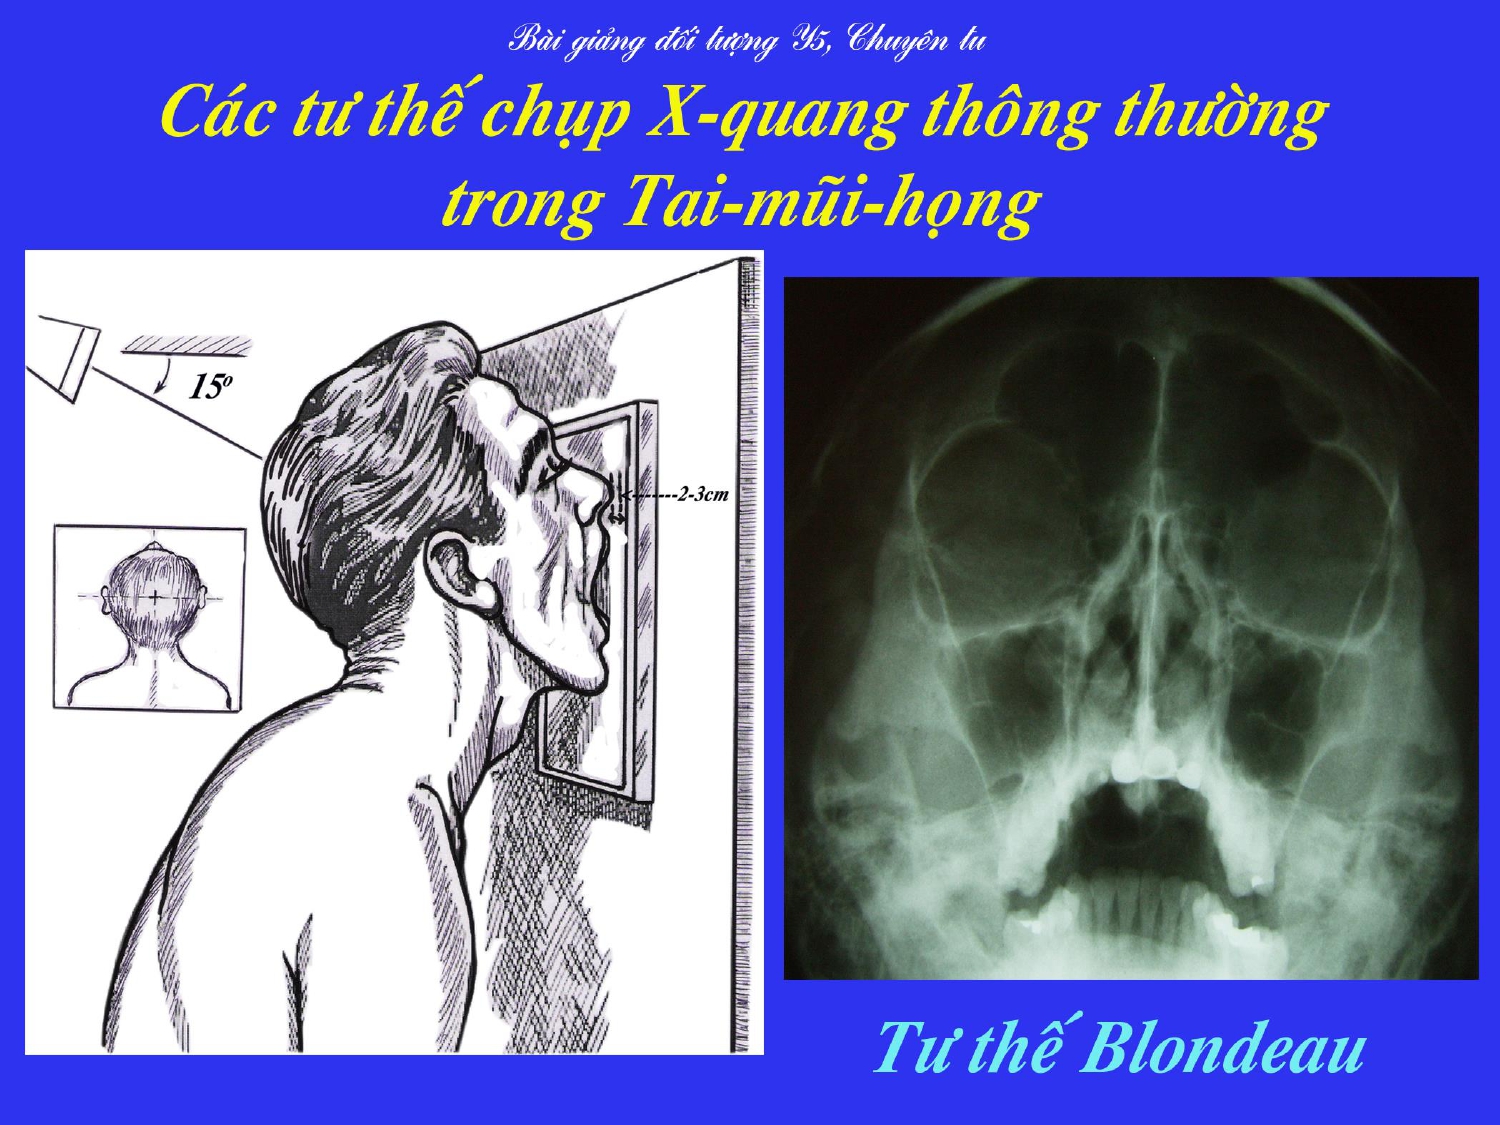 Bài giảng đối tượng Y5, Chuyên tu
Các tư thế chụp X-quang thông thường
trong Tai-mũi-họng
15º
<-------2-3cm
Tư thế Blondeau